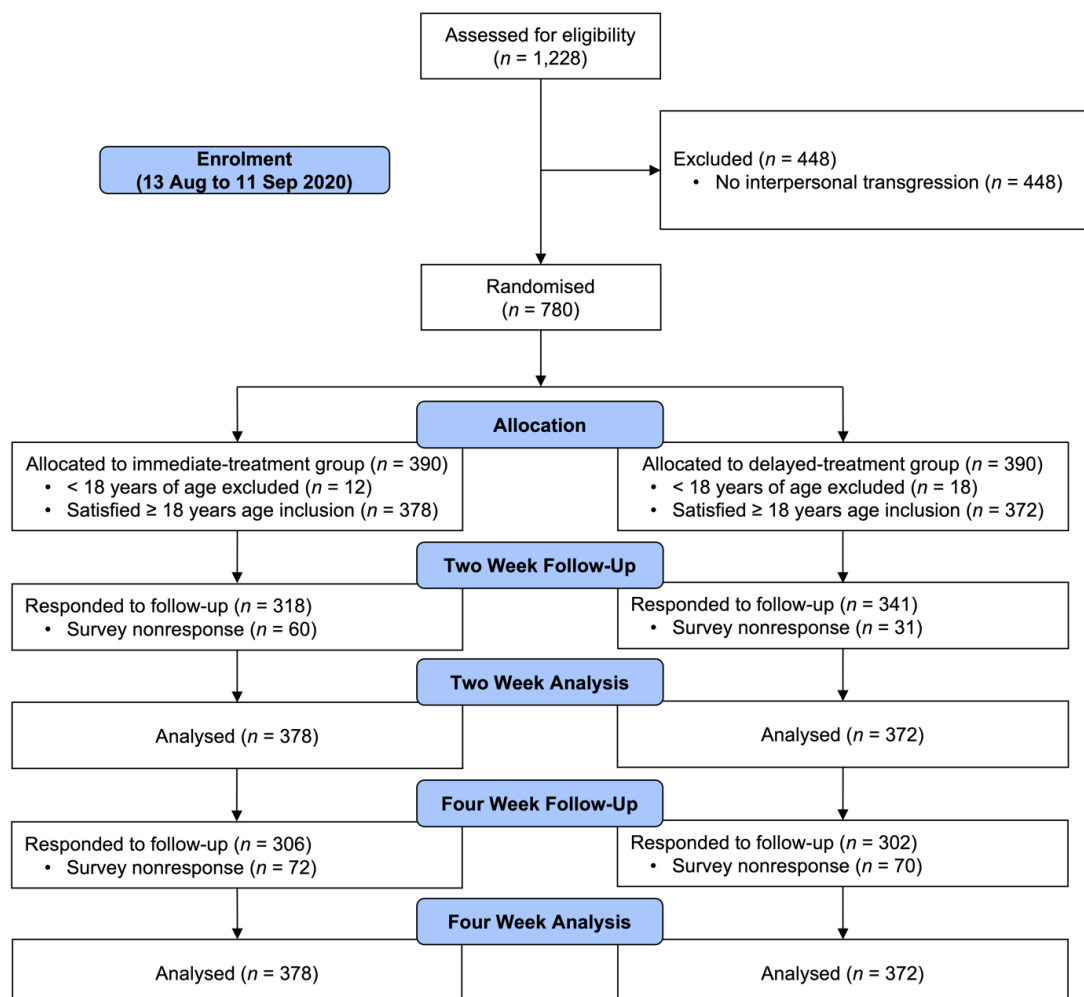 Assessed for eligibility
(n = 1,228)
Enrolment
(13 Aug to 11 Sep 2020)
Excluded (n = 448)
• No interpersonal transgression (n = 448)
Randomised
(n = 780)
Allocation
Allocated to immediate-treatment group (n = 390)
• < 18 years of age excluded (n = 12)
• Satisfied ≥ 18 years age inclusion (n = 378)
Allocated to delayed-treatment group (n = 390)
• < 18 years of age excluded (n = 18)
• Satisfied ≥ 18 years age inclusion (n = 372)
Two Week Follow-Up
Responded to follow-up (n = 318)
• Survey nonresponse (n = 60)
Responded to follow-up (n = 341)
• Survey nonresponse (n = 31)
Two Week Analysis
Analysed (n = 378)
Analysed (n = 372)
Four Week Follow-Up
Responded to follow-up (n = 306)
• Survey nonresponse (n = 72)
Responded to follow-up (n = 302)
• Survey nonresponse (n = 70)
Four Week Analysis
Analysed (n = 378)
Analysed (n = 372)